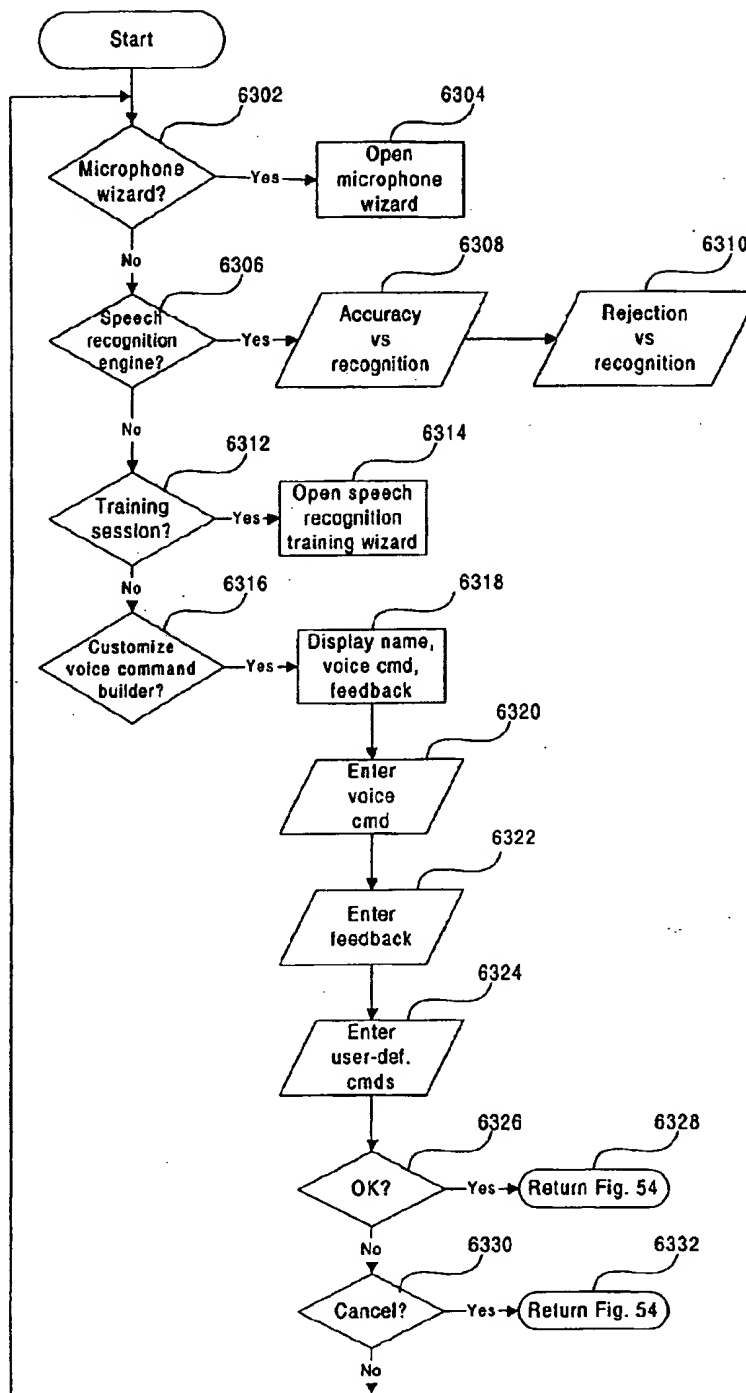 Start
6302
6304
Microphone
wizard?
Yes
Open
microphone
wizard
No
6306
6308
6310
Speech
recognition
engine?
Yes
Accuracy
vs
recognition
Rejection
vs
recognition
No
6312
6314
Training
session?
Yes
Open speech
recognition
training wizard
No
6316
6318
Customize
voice command
builder?
Yes
Display name,
voice cmd,
feedback
6320
Enter
voice
cmd
6322
Enter
feedback
6324
Enter
user-def.
cmds
6326
6328
OK?
Yes
Return Fig. 54
No
6330
6332
Cancel?
Yes
Return Fig. 54
No